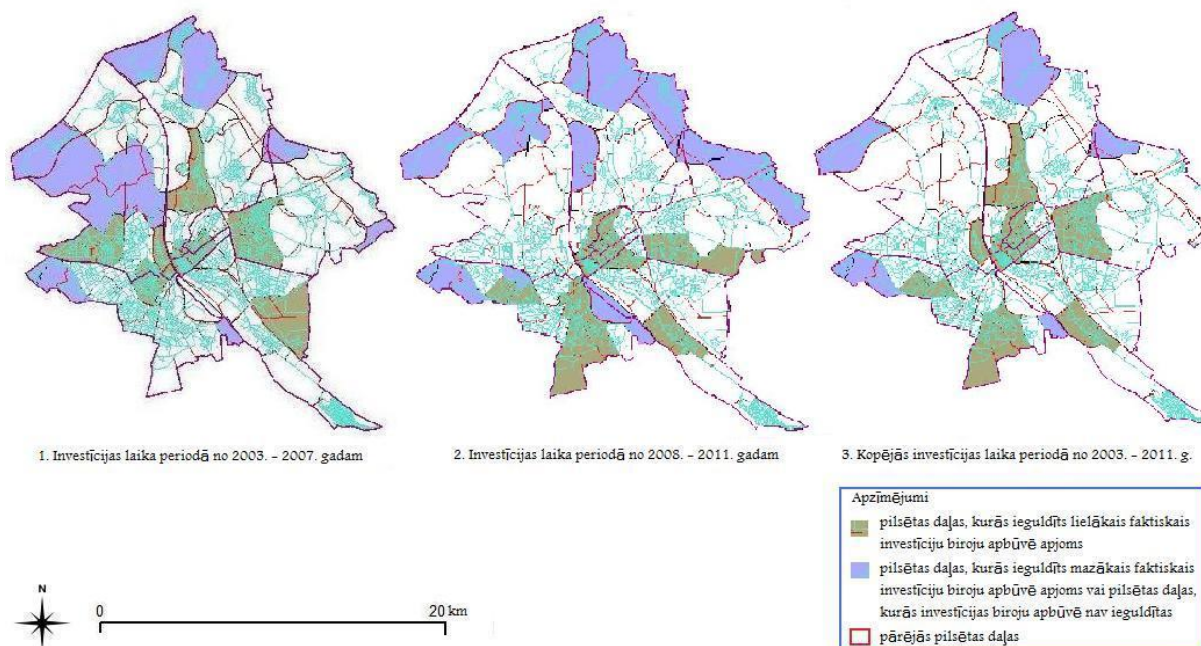 1. Investīcijas laika periodā no 2003. – 2007. gadam
2. Investīcijas laika periodā no 2008. – 2011. gadam
3. Kopējās investīcijas laika periodā no 2003. – 2011. g.
Apzīmējumi
pilsētas daļas, kurās ieguldīts lielākais faktiskais
investīciju biroju apbūvē apjoms
pilsētas daļas, kurās ieguldīts mazākais faktiskais
investīciju biroju apbūvē apjoms vai pilsētas daļas,
kurās investīcijas biroju apbūvē nav ieguldītas
pārējās pilsētas daļas
N
0
20 km